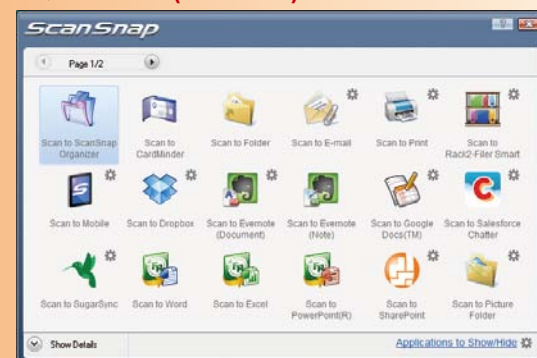 ScanSnap
Page 1/2
Scan to ScanSnap Organizer
Scan to CardMinder
Scan to Folder
Scan to E-mail
Scan to Print
Scan to Rack2-Filer Smart
Scan to Mobile
Scan to Dropbox
Scan to Evernote (Document)
Scan to Evernote (Note)
Scan to Google Docs(TM)
Scan to Salesforce Chatter
Scan to SugarSync
Scan to Word
Scan to Excel
Scan to PowerPoint(R)
Scan to SharePoint
Scan to Picture Folder
Show Details
Applications to Show/Hide